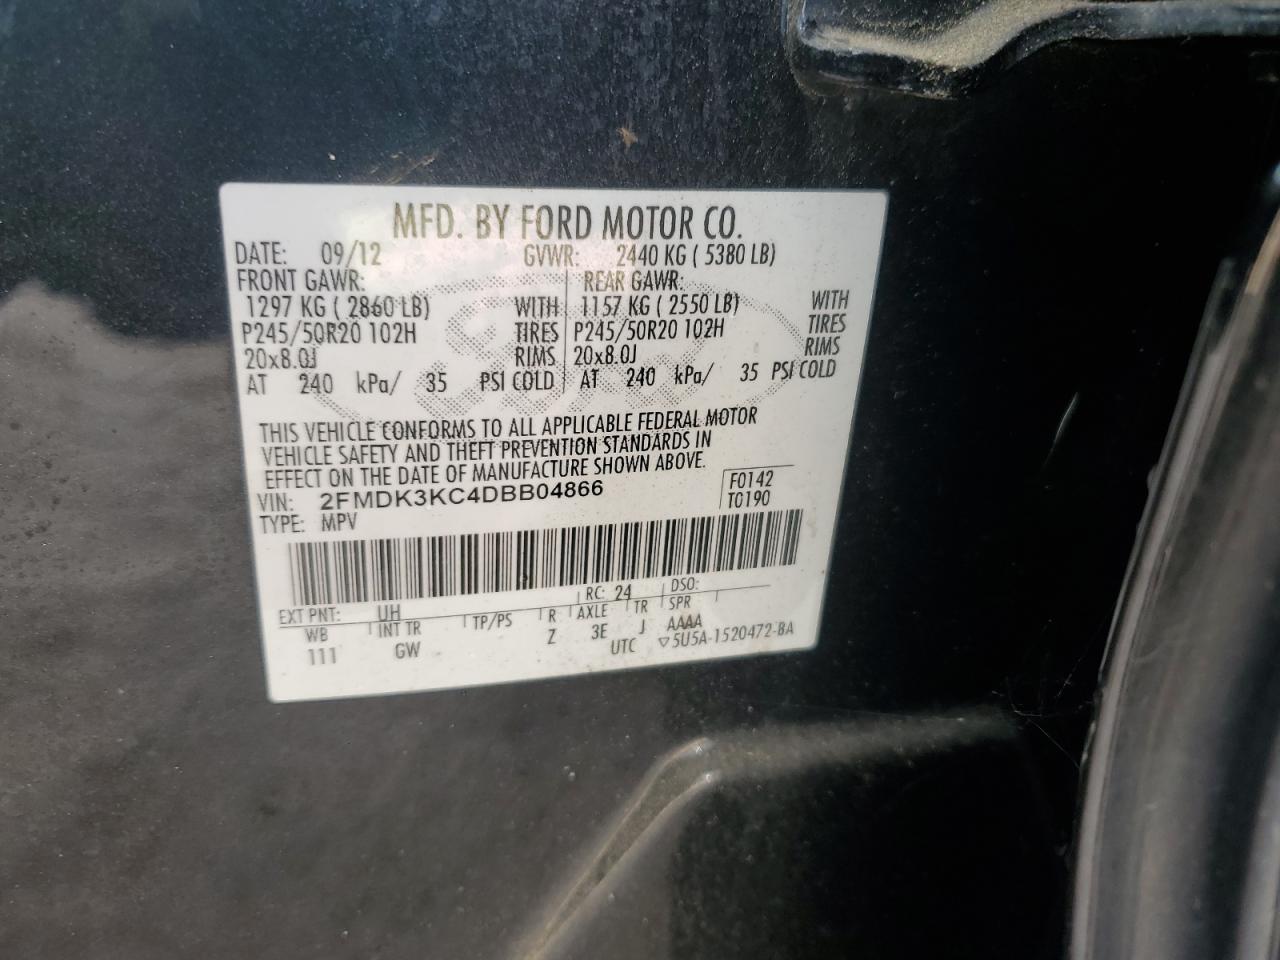 MFD. BY FORD MOTOR CO.
DATE: 09/12 GVWR: 2440 KG ( 5380 LB)
FRONT GAWR: REAR GAWR:
1297 KG ( 2860 LB) WITH 1157 KG ( 2550 LB) WITH
P245/50R20 102H TIRES P245/50R20 102H TIRES
20x8.0J RIMS 20x8.0J RIMS
AT 240 kPa/ 35 PSI COLD AT 240 kPa/ 35 PSI COLD
THIS VEHICLE CONFORMS TO ALL APPLICABLE FEDERAL MOTOR
VEHICLE SAFETY AND THEFT PREVENTION STANDARDS IN
EFFECT ON THE DATE OF MANUFACTURE SHOWN ABOVE.
VIN: 2FMDK3KC4DBB04866 F0142
TYPE: MPV T0190
EXT PNT: UH RC: 24 DSO:
WB INT TR TP/PS R AXLE TR SPR
111 GW Z 3E J AAAA
UTC ▽5U5A-1520472-BA